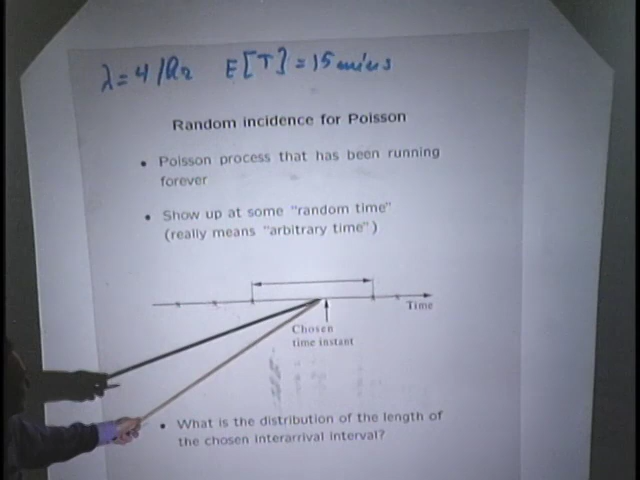 λ = 4/hr E[T] = 15 mins
Random incidence for Poisson
• Poisson process that has been running
forever
• Show up at some “random time”
(really means “arbitrary time”)
Time
Chosen
time instant
• What is the distribution of the length of
the chosen interarrival interval?